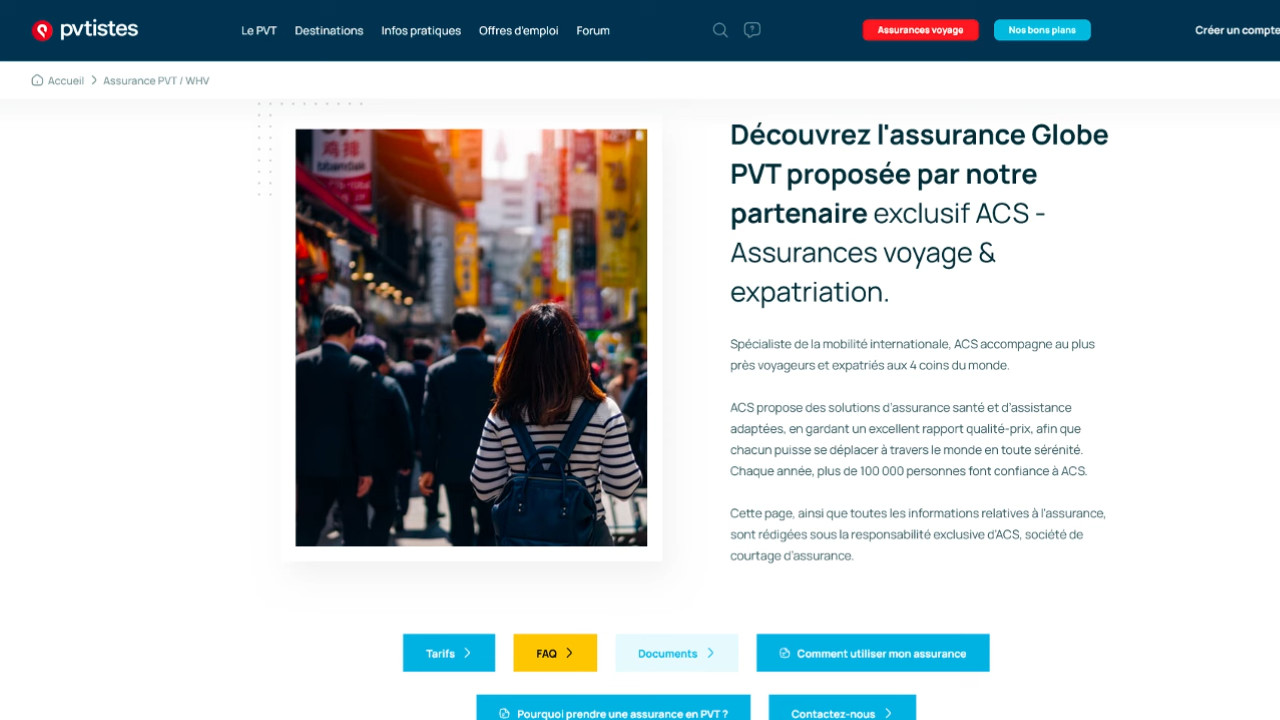 pvtistes
Le PVT
Destinations
Infos pratiques
Offres d'emploi
Forum
Assurances voyage
Nos bons plans
Créer un compte
Accueil > Assurance PVT / WHV
鸡排
Découvrez l'assurance Globe
PVT proposée par notre
partenaire exclusif ACS -
Assurances voyage &
expatriation.
Spécialiste de la mobilité internationale, ACS accompagne au plus
près voyageurs et expatriés aux 4 coins du monde.
ACS propose des solutions d'assurance santé et d'assistance
adaptées, en gardant un excellent rapport qualité-prix, afin que
chacun puisse se déplacer à travers le monde en toute sérénité.
Chaque année, plus de 100 000 personnes font confiance à ACS.
Cette page, ainsi que toutes les informations relatives à l'assurance,
sont rédigées sous la responsabilité exclusive d'ACS, société de
courtage d'assurance.
Tarifs
FAQ
Documents
Comment utiliser mon assurance
Pourquoi prendre une assurance en PVT ?
Contactez-nous